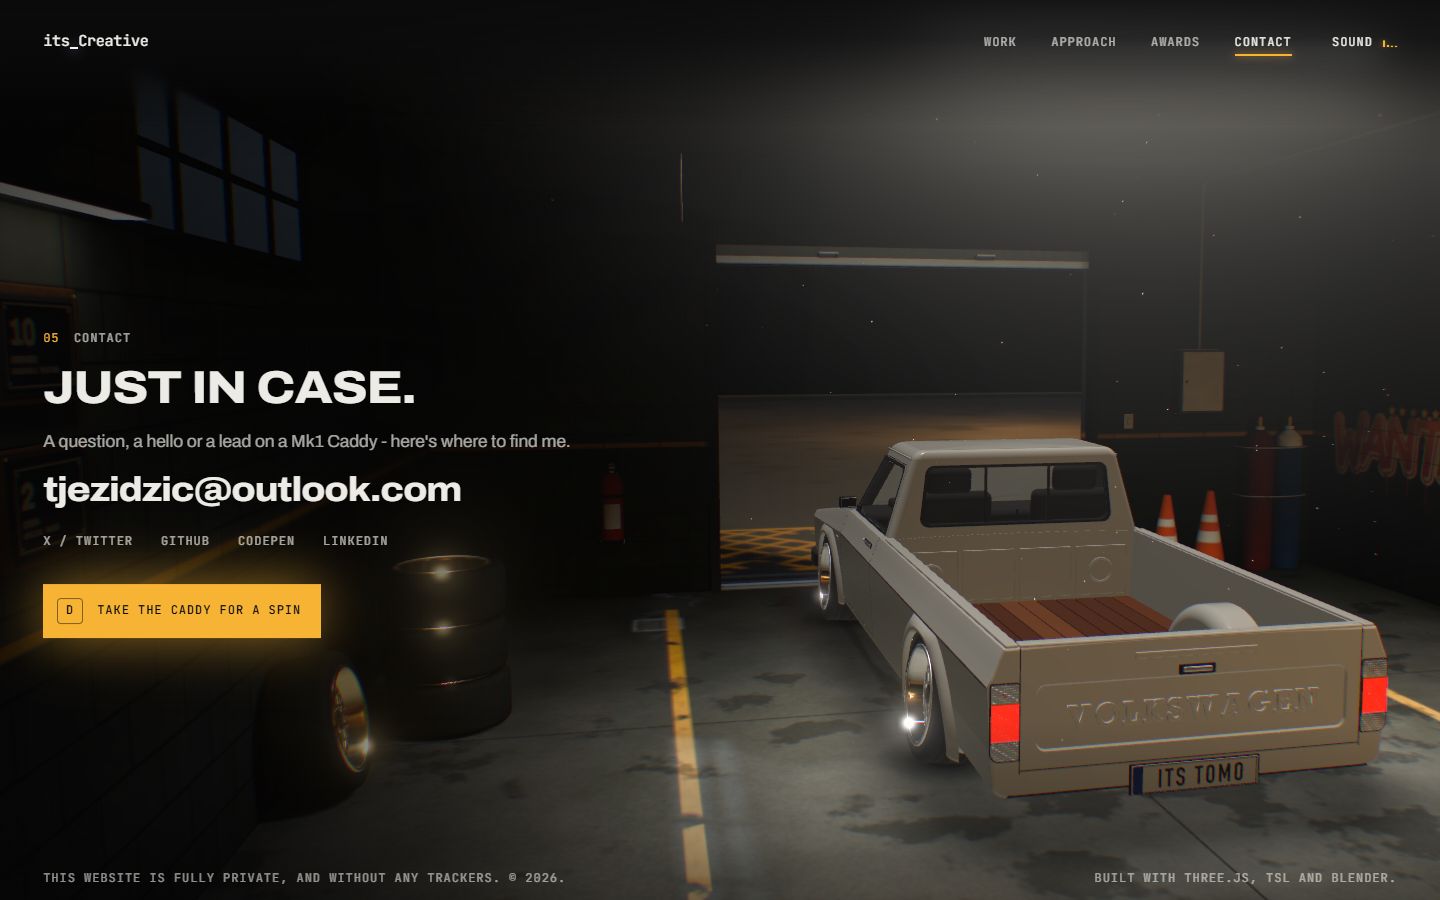 its_Creative
WORK APPROACH AWARDS CONTACT SOUND
10
05 CONTACT
JUST IN CASE.
A question, a hello or a lead on a Mk1 Caddy - here's where to find me.
tjezidzic@outlook.com
2
X / TWITTER GITHUB CODEPEN LINKEDIN
D TAKE THE CADDY FOR A SPIN
VOLKSWAGEN
ITS TOMO
THIS WEBSITE IS FULLY PRIVATE, AND WITHOUT ANY TRACKERS. © 2026.
BUILT WITH THREE.JS, TSL AND BLENDER.